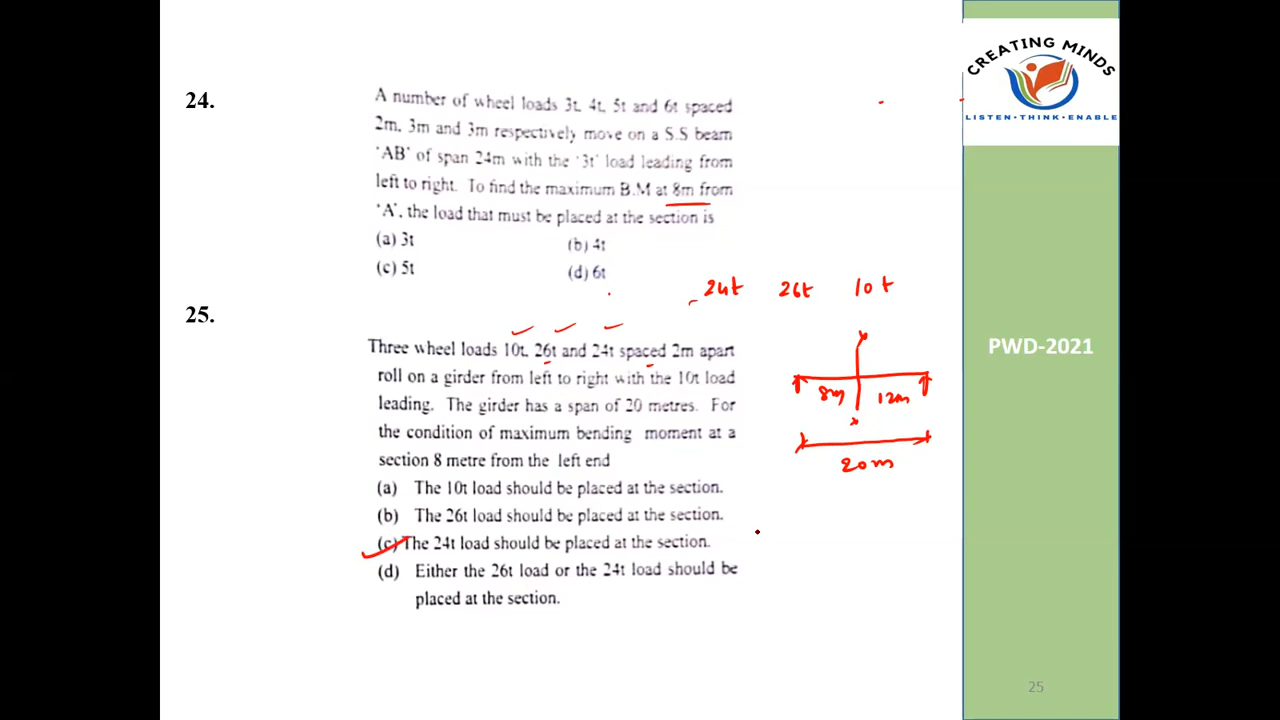 CREATING MINDS
LISTEN • THINK • ENABLE
24.
A number of wheel loads 3t, 4t, 5t and 6t spaced
2m, 3m and 3m respectively move on a S.S beam
'AB' of span 24m with the '3t' load leading from
left to right. To find the maximum B.M at 8m from
'A', the load that must be placed at the section is
(a) 3t
(b) 4t
(c) 5t
(d) 6t
24t 26t 10t
25.
Three wheel loads 10t, 26t and 24t spaced 2m apart
roll on a girder from left to right with the 10t load
leading. The girder has a span of 20 metres. For
the condition of maximum bending moment at a
section 8 metre from the left end
(a) The 10t load should be placed at the section.
(b) The 26t load should be placed at the section.
(c) The 24t load should be placed at the section.
(d) Either the 26t load or the 24t load should be
placed at the section.
8m 12m
20m
PWD-2021
25